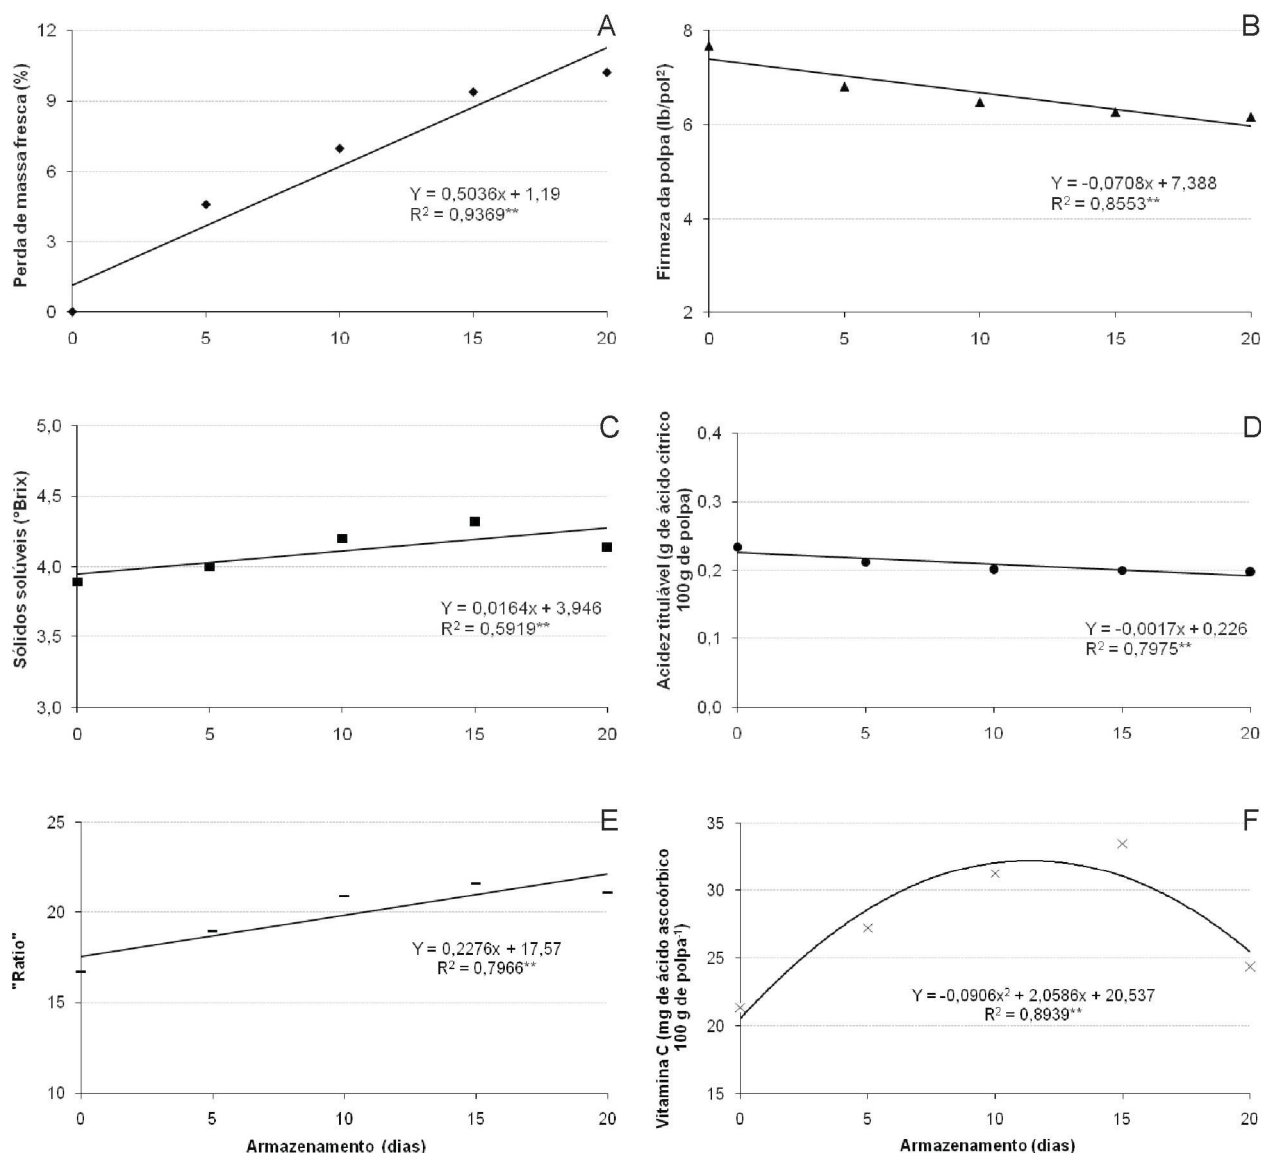 A
Perda de massa fresca (%)
12
9
6
3
0
Y = 0,5036x + 1,19
R² = 0,9369**
0 5 10 15 20
B
Firmeza da polpa (lb/pol²)
8
6
4
2
Y = -0,0708x + 7,388
R² = 0,8553**
0 5 10 15 20
C
Sólidos solúveis (°Brix)
5,0
4,5
4,0
3,5
3,0
Y = 0,0164x + 3,946
R² = 0,5919**
0 5 10 15 20
D
Acidez titulável (g de ácido cítrico
100 g de polpa)
0,4
0,3
0,2
0,1
0,0
Y = -0,0017x + 0,226
R² = 0,7975**
0 5 10 15 20
E
"Ratio"
25
20
15
10
Y = 0,2276x + 17,57
R² = 0,7966**
0 5 10 15 20
Armazenamento (dias)
F
Vitamina C (mg de ácido ascoórbico
100 g de polpa⁻¹)
35
30
25
20
15
Y = -0,0906x² + 2,0586x + 20,537
R² = 0,8939**
0 5 10 15 20
Armazenamento (dias)